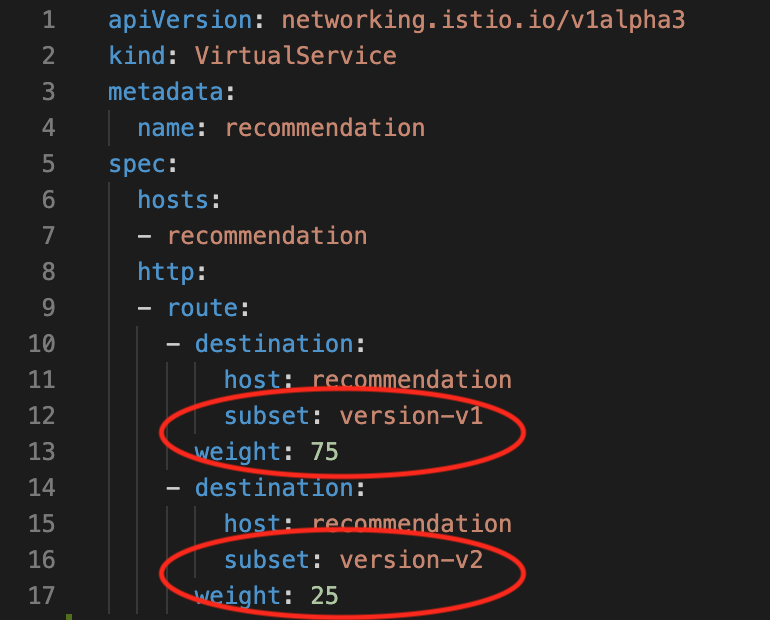 1 apiVersion: networking.istio.io/v1alpha3
2 kind: VirtualService
3 metadata:
4   name: recommendation
5 spec:
6   hosts:
7   - recommendation
8   http:
9   - route:
10     - destination:
11         host: recommendation
12         subset: version-v1
13       weight: 75
14     - destination:
15         host: recommendation
16         subset: version-v2
17       weight: 25